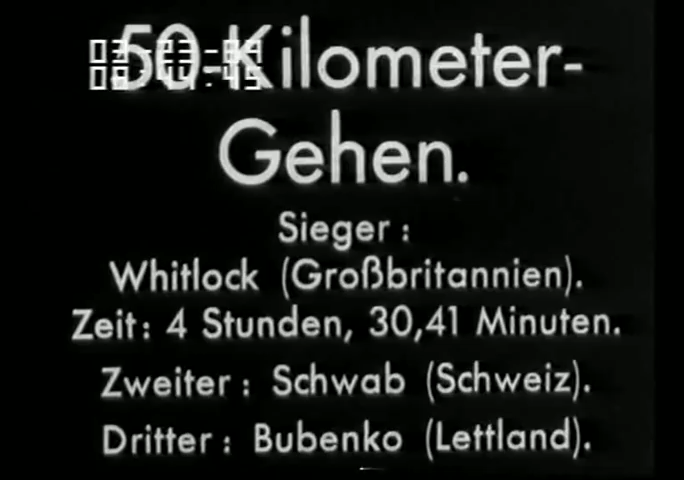 50-Kilometer-
Gehen.
Sieger :
Whitlock (Großbritannien).
Zeit: 4 Stunden, 30,41 Minuten.
Zweiter : Schwab (Schweiz).
Dritter : Bubenko (Lettland).